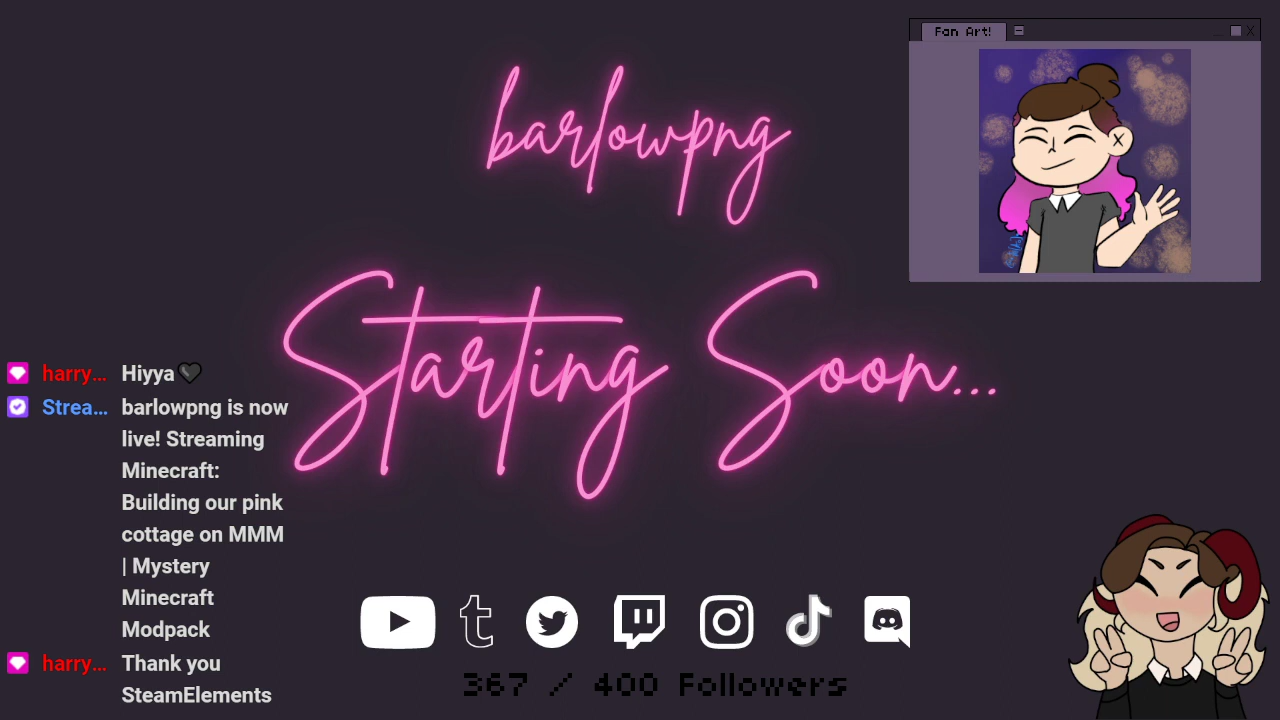 barlowpng
Starting Soon...
Fan Art!
X
harry... Hiyya🖤
Strea... barlowpng is now
live! Streaming
Minecraft:
Building our pink
cottage on MMM
| Mystery
Minecraft
Modpack
harry... Thank you
SteamElements
367 / 400 Followers